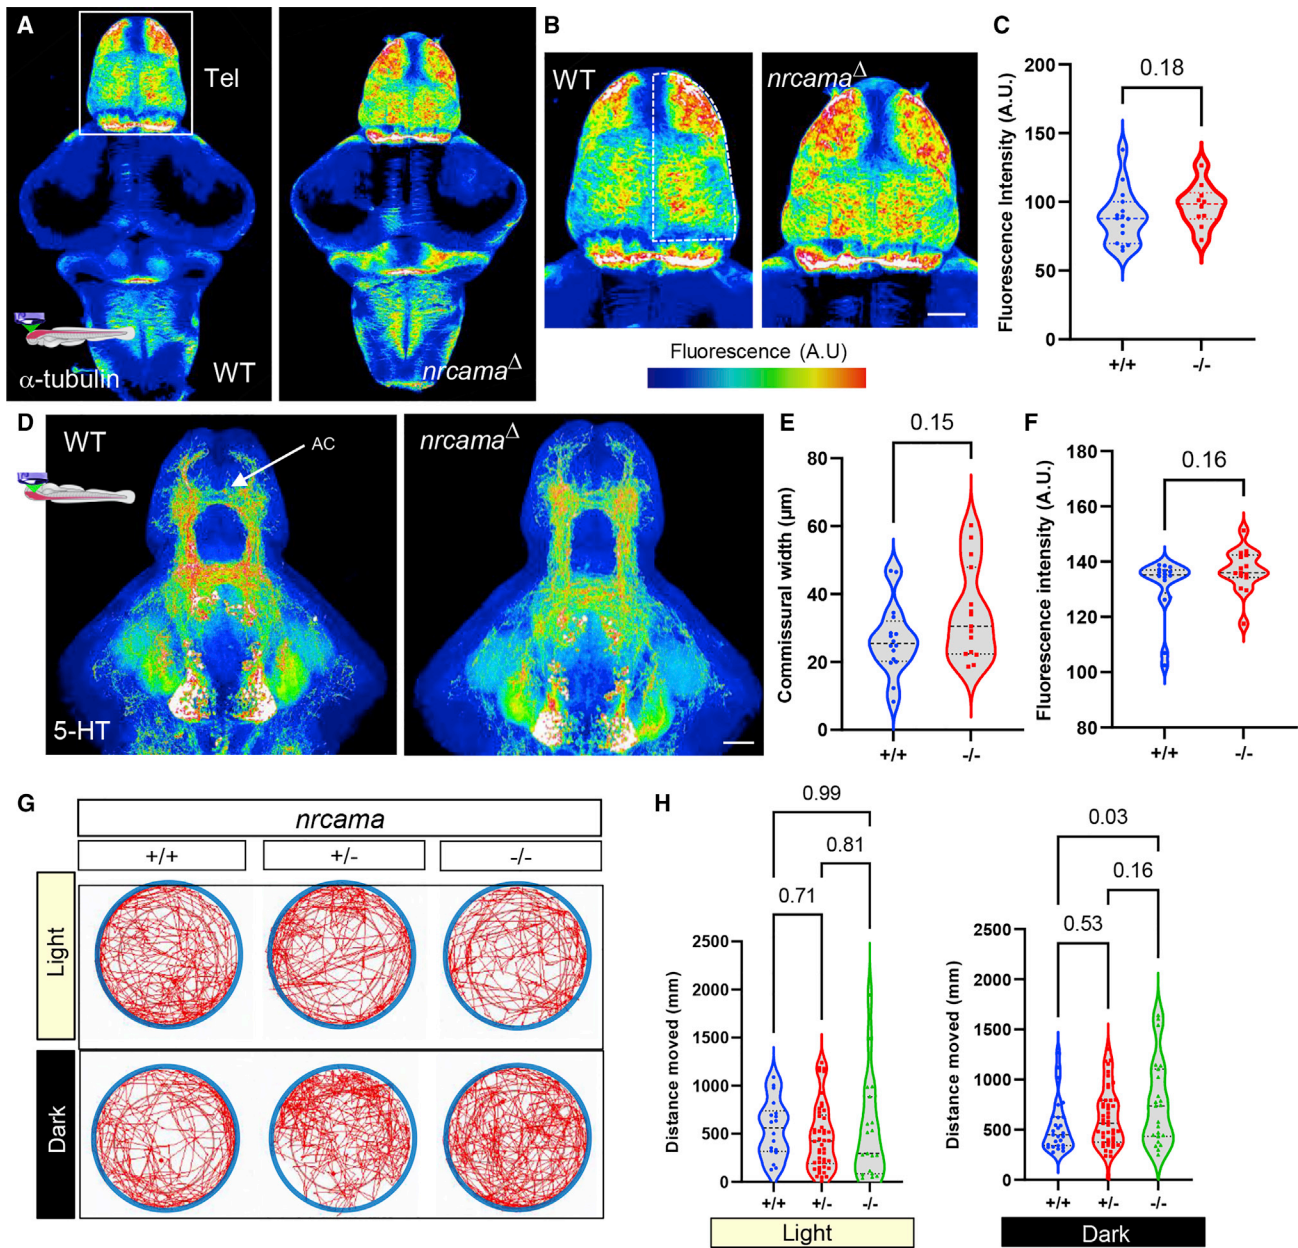 A
Tel
α-tubulin
WT
nrcamaΔ
B
WT
nrcamaΔ
Fluorescence (A.U)
C
0.18
Fluorescence Intensity (A.U.)
200
150
100
50
0
+/+
-/-
D
WT
AC
5-HT
nrcamaΔ
E
0.15
Commissural width (μm)
80
60
40
20
0
+/+
-/-
F
0.16
Fluorescence intensity (A.U.)
180
160
140
120
100
80
+/+
-/-
G
nrcama
+/+
+/-
-/-
Light
Dark
H
0.99
0.81
0.71
Distance moved (mm)
2500
2000
1500
1000
500
0
+/+
+/-
-/-
Light
0.03
0.16
0.53
Distance moved (mm)
2500
2000
1500
1000
500
0
+/+
+/-
-/-
Dark